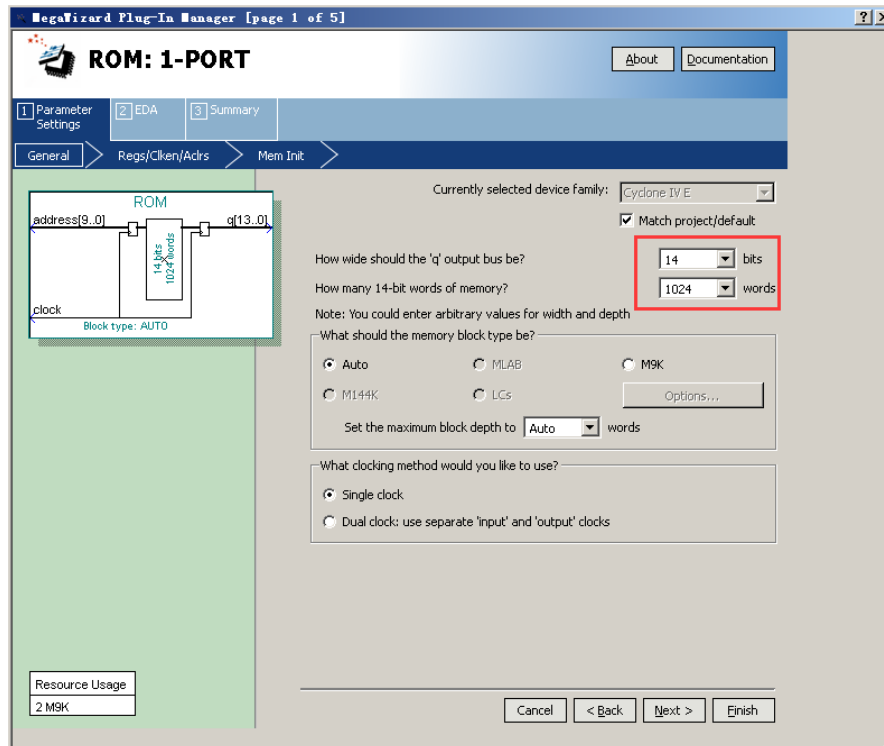 MegaWizard Plug-In Manager [page 1 of 5]
ROM: 1-PORT
About
Documentation
1 Parameter Settings
2 EDA
3 Summary
General
Regs/Clken/Aclrs
Mem Init
ROM
address[9..0]
q[13..0]
14 bits
1024 words
clock
Block type: AUTO
Currently selected device family:
Cyclone IV E
Match project/default
How wide should the 'q' output bus be?
14
bits
How many 14-bit words of memory?
1024
words
Note: You could enter arbitrary values for width and depth
What should the memory block type be?
Auto
MLAB
M9K
M144K
LCs
Options...
Set the maximum block depth to
Auto
words
What clocking method would you like to use?
Single clock
Dual clock: use separate 'input' and 'output' clocks
Resource Usage
2 M9K
Cancel
< Back
Next >
Finish